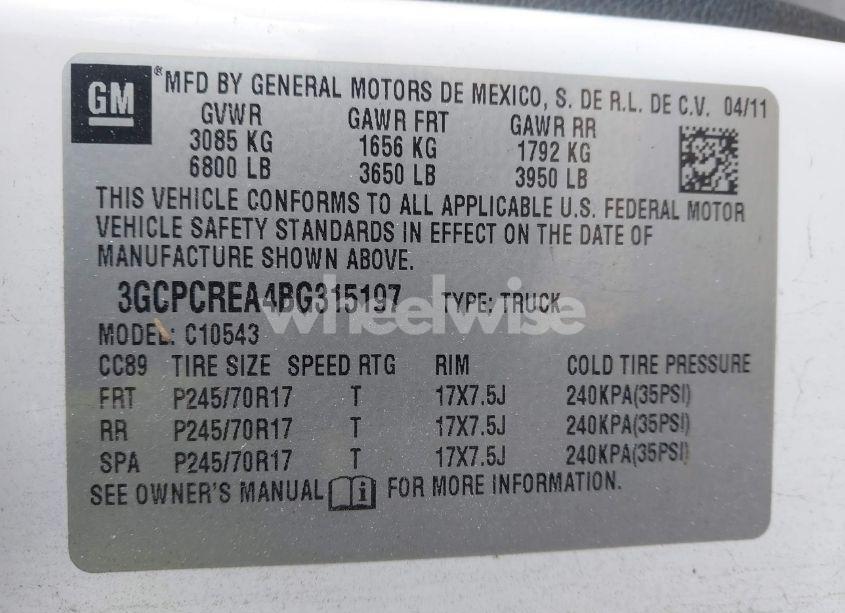 GM
®MFD BY GENERAL MOTORS DE MEXICO, S. DE R.L. DE C.V. 04/11
GVWR GAWR FRT GAWR RR
3085 KG 1656 KG 1792 KG
6800 LB 3650 LB 3950 LB
THIS VEHICLE CONFORMS TO ALL APPLICABLE U.S. FEDERAL MOTOR
VEHICLE SAFETY STANDARDS IN EFFECT ON THE DATE OF
MANUFACTURE SHOWN ABOVE.
3GCPCREA4BG315197 TYPE: TRUCK
wheelwise
MODEL: C10543
CC89 TIRE SIZE SPEED RTG RIM COLD TIRE PRESSURE
FRT P245/70R17 T 17X7.5J 240KPA(35PSI)
RR P245/70R17 T 17X7.5J 240KPA(35PSI)
SPA P245/70R17 T 17X7.5J 240KPA(35PSI)
SEE OWNER'S MANUAL i FOR MORE INFORMATION.